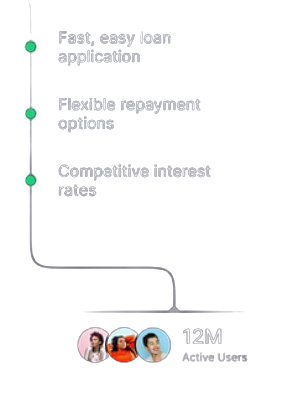 Fast, easy loan
application
Flexible repayment
options
Competitive interest
rates
12M
Active Users